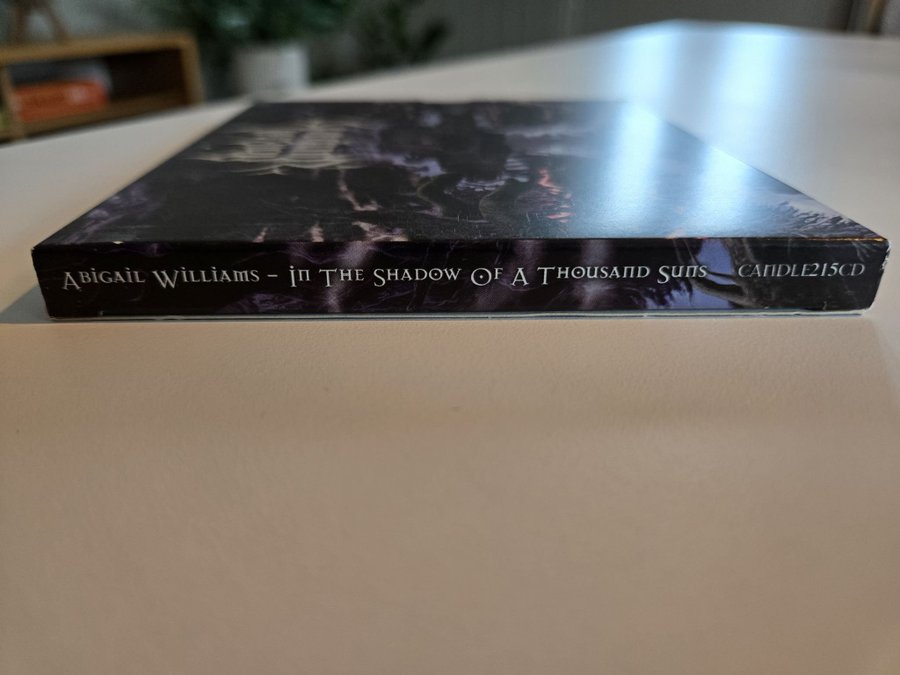 Abigail Williams - In The Shadow Of A Thousand Suns CANDLE215CD